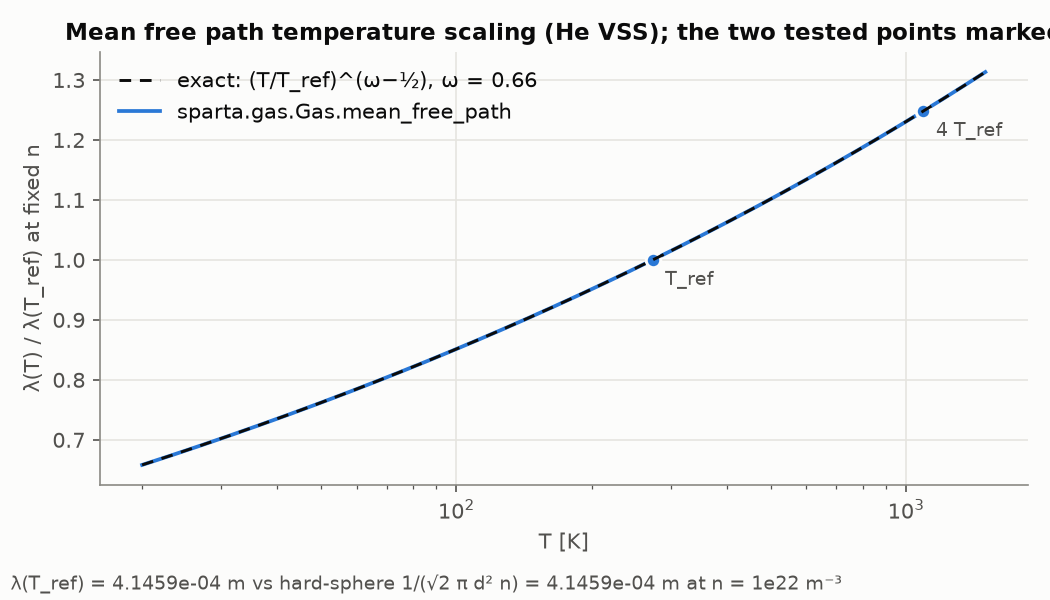 Mean free path temperature scaling (He VSS); the two tested points marke
exact: (T/T_ref)^(ω−½), ω = 0.66
sparta.gas.Gas.mean_free_path
λ(T) / λ(T_ref) at fixed n
1.3
1.2
1.1
1.0
0.9
0.8
0.7
4 T_ref
T_ref
10²
10³
T [K]
λ(T_ref) = 4.1459e-04 m vs hard-sphere 1/(√2 π d² n) = 4.1459e-04 m at n = 1e22 m⁻³